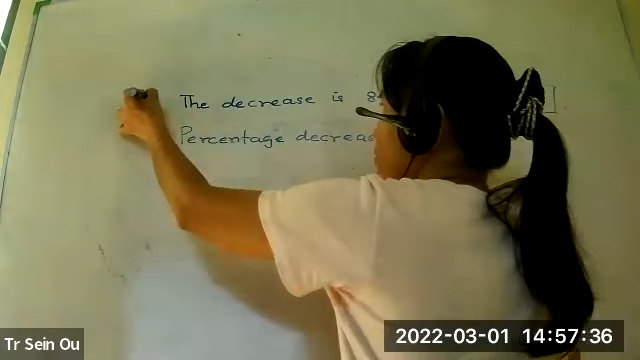 The decrease is 8
Percentage decreas
Tr Sein Ou
2022-03-01 14:57:36